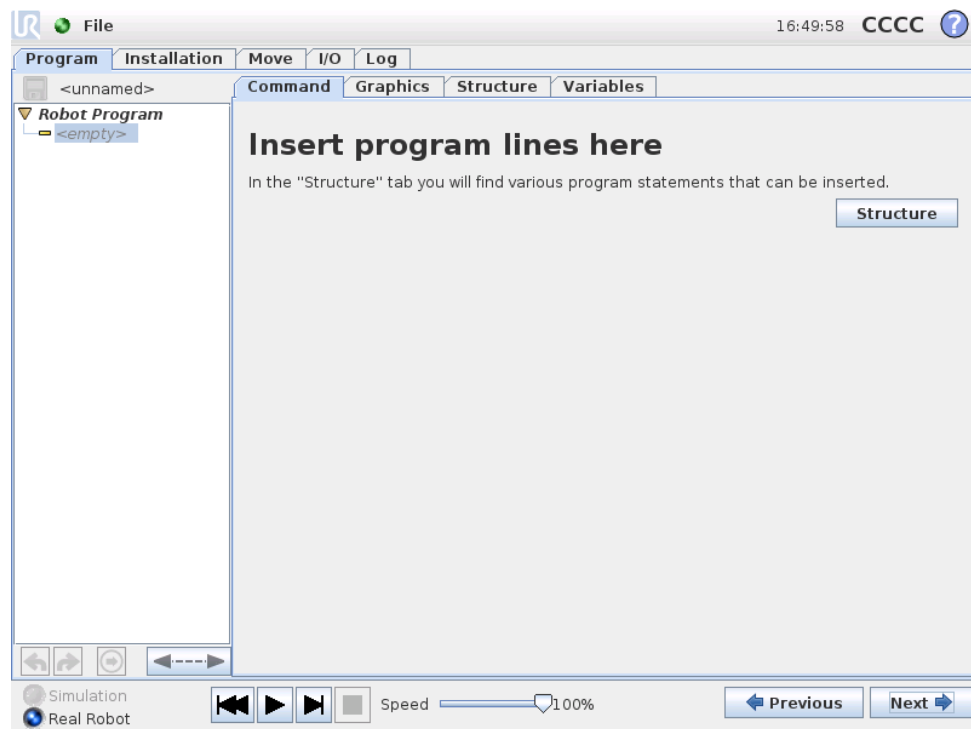 UR File 16:49:58 CCCC ?
Program Installation Move I/O Log
<unnamed> Command Graphics Structure Variables
Robot Program
<empty>
Insert program lines here
In the "Structure" tab you will find various program statements that can be inserted.
Structure
Simulation
Real Robot
Speed 100%
Previous Next